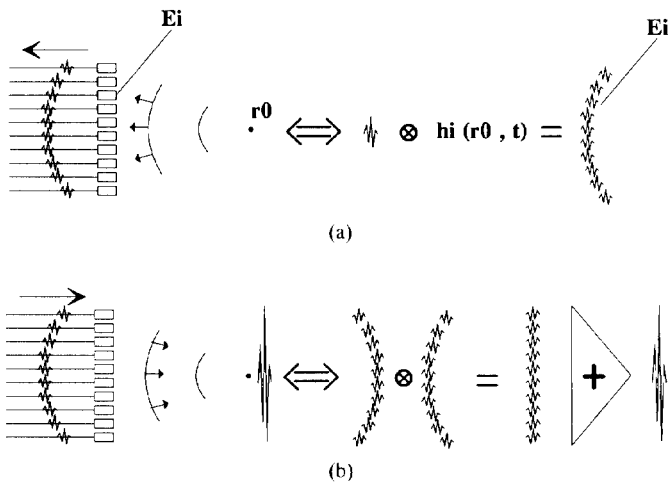 Ei
Ei
r0
⊗ hi (r0 , t) =
(a)
⊗ = +
(b)